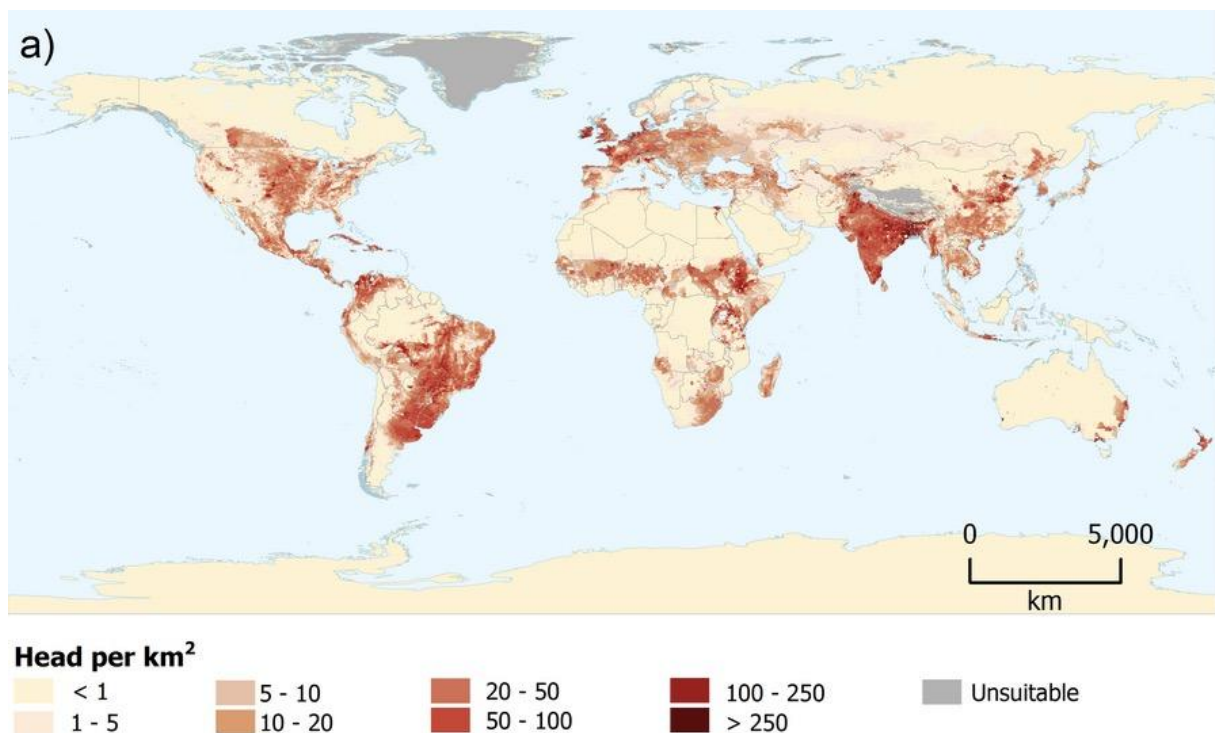 a)
0 5,000
km
Head per km²
< 1 5 - 10 20 - 50 100 - 250 Unsuitable
1 - 5 10 - 20 50 - 100 > 250